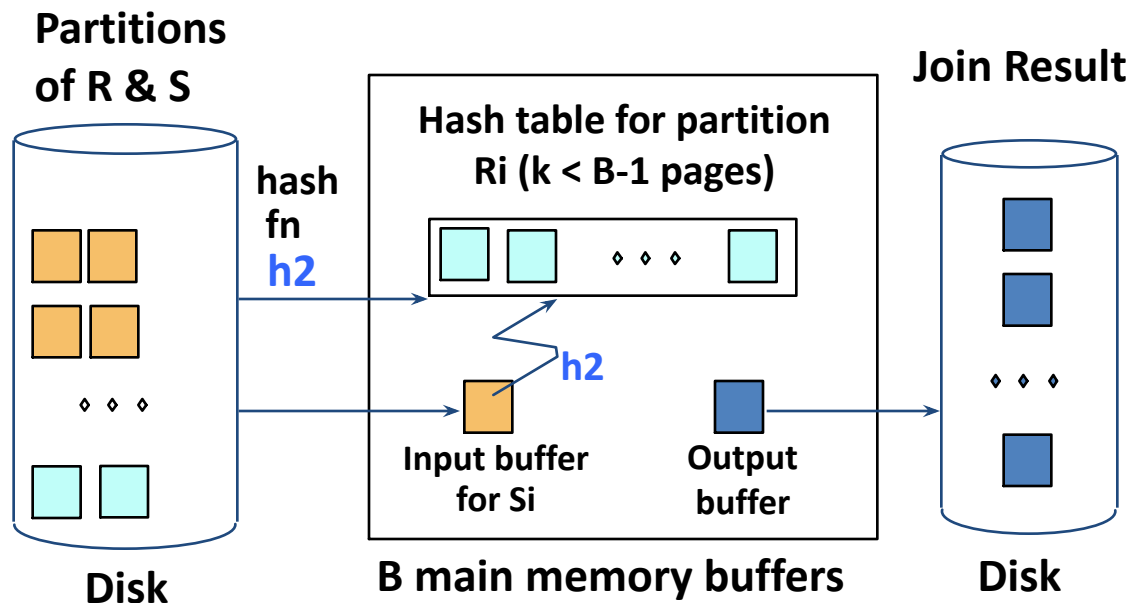 Partitions
of R & S
Join Result
Hash table for partition
Ri (k < B-1 pages)
hash
fn
h2
h2
Input buffer
for Si
Output
buffer
Disk
B main memory buffers
Disk